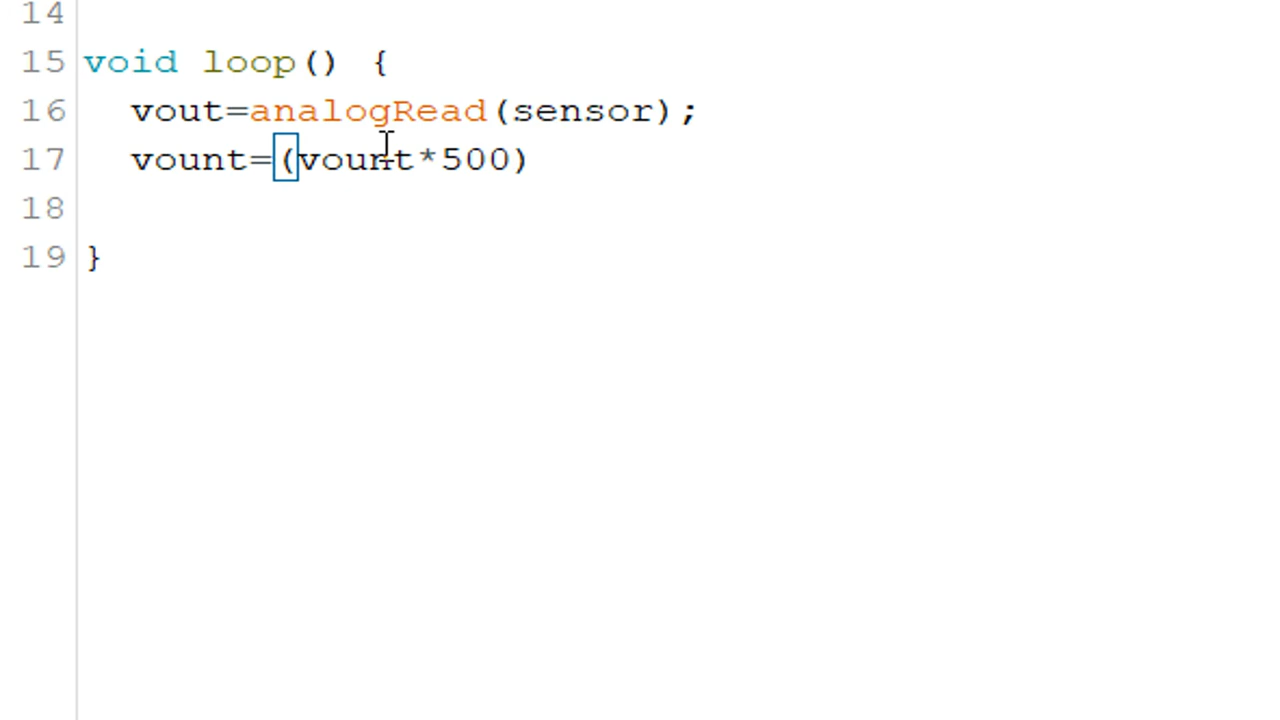 14
15 void loop() {
16 vout=analogRead(sensor);
17 vount=(vount*500)
18
19 }